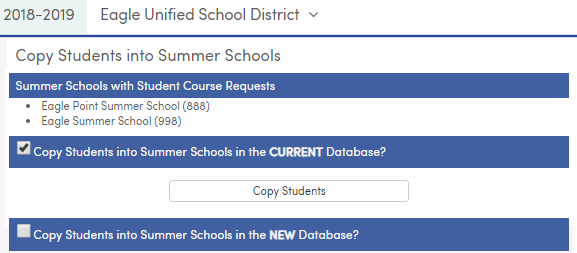 2018-2019 Eagle Unified School District
Copy Students into Summer Schools
Summer Schools with Student Course Requests
• Eagle Point Summer School (888)
• Eagle Summer School (998)
Copy Students into Summer Schools in the CURRENT Database?
Copy Students
Copy Students into Summer Schools in the NEW Database?